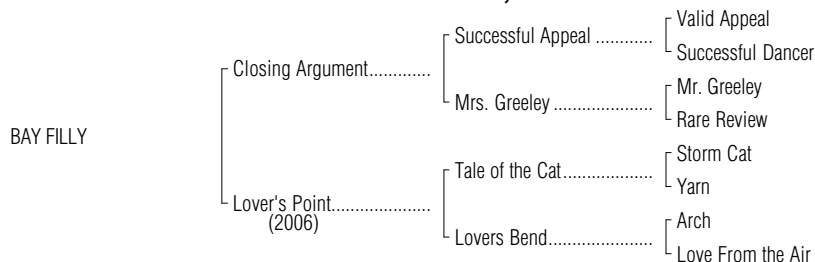 Valid Appeal
Successful Appeal ............
Successful Dancer
Closing Argument.............
Mr. Greeley
Mrs. Greeley .....................
Rare Review
BAY FILLY
Storm Cat
Tale of the Cat...................
Yarn
Lover's Point.....................
(2006)
Arch
Lovers Bend......................
Love From the Air